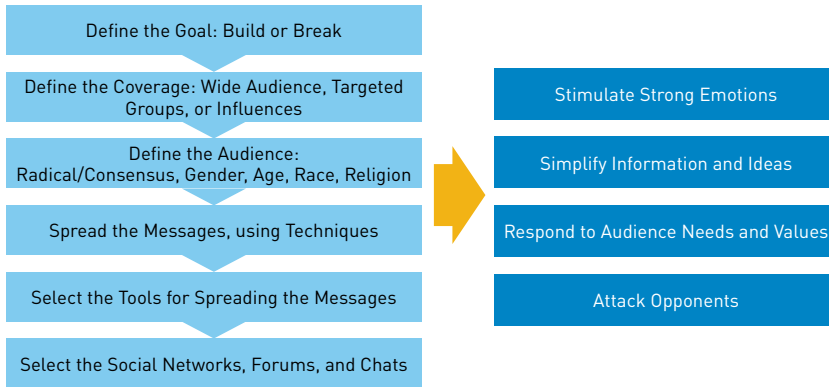 Define the Goal: Build or Break
Define the Coverage: Wide Audience, Targeted
Groups, or Influences
Define the Audience:
Radical/Consensus, Gender, Age, Race, Religion
Spread the Messages, using Techniques
Select the Tools for Spreading the Messages
Select the Social Networks, Forums, and Chats
Stimulate Strong Emotions
Simplify Information and Ideas
Respond to Audience Needs and Values
Attack Opponents